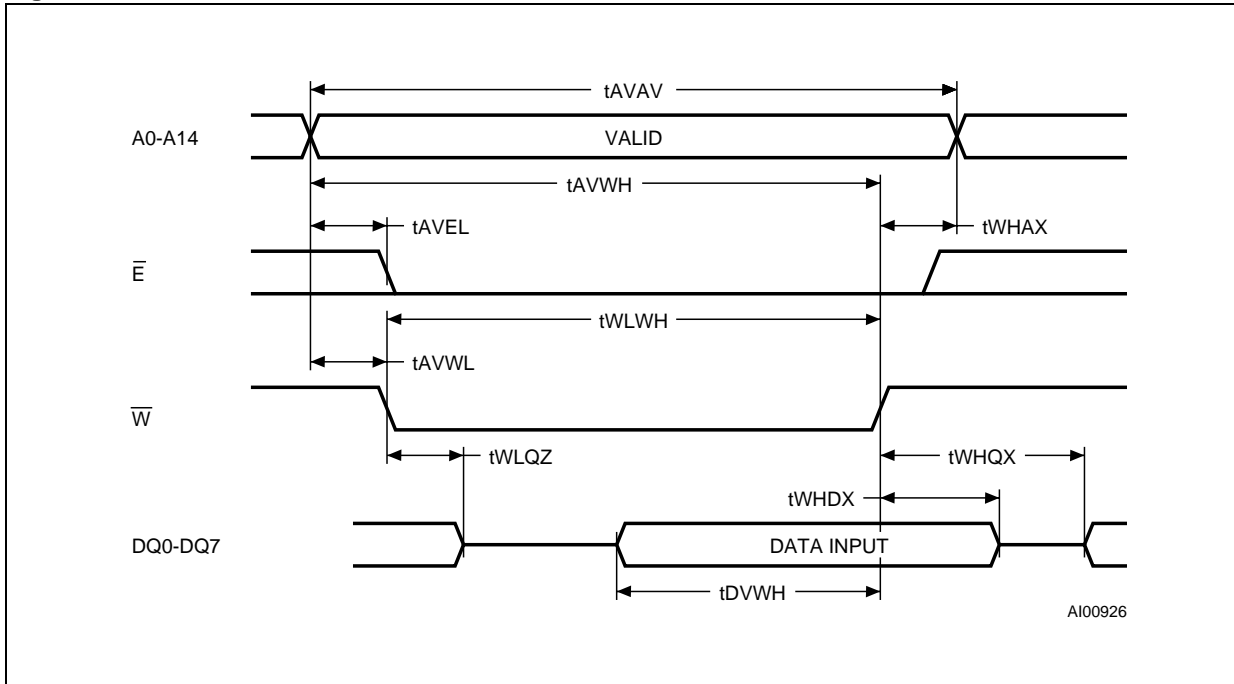 tAVAV
A0-A14 VALID
tAVWH
tAVEL tWHAX
E̅
tWLWH
tAVWL
W̅
tWLQZ tWHQX
tWHDX
DQ0-DQ7 DATA INPUT
tDVWH
AI00926